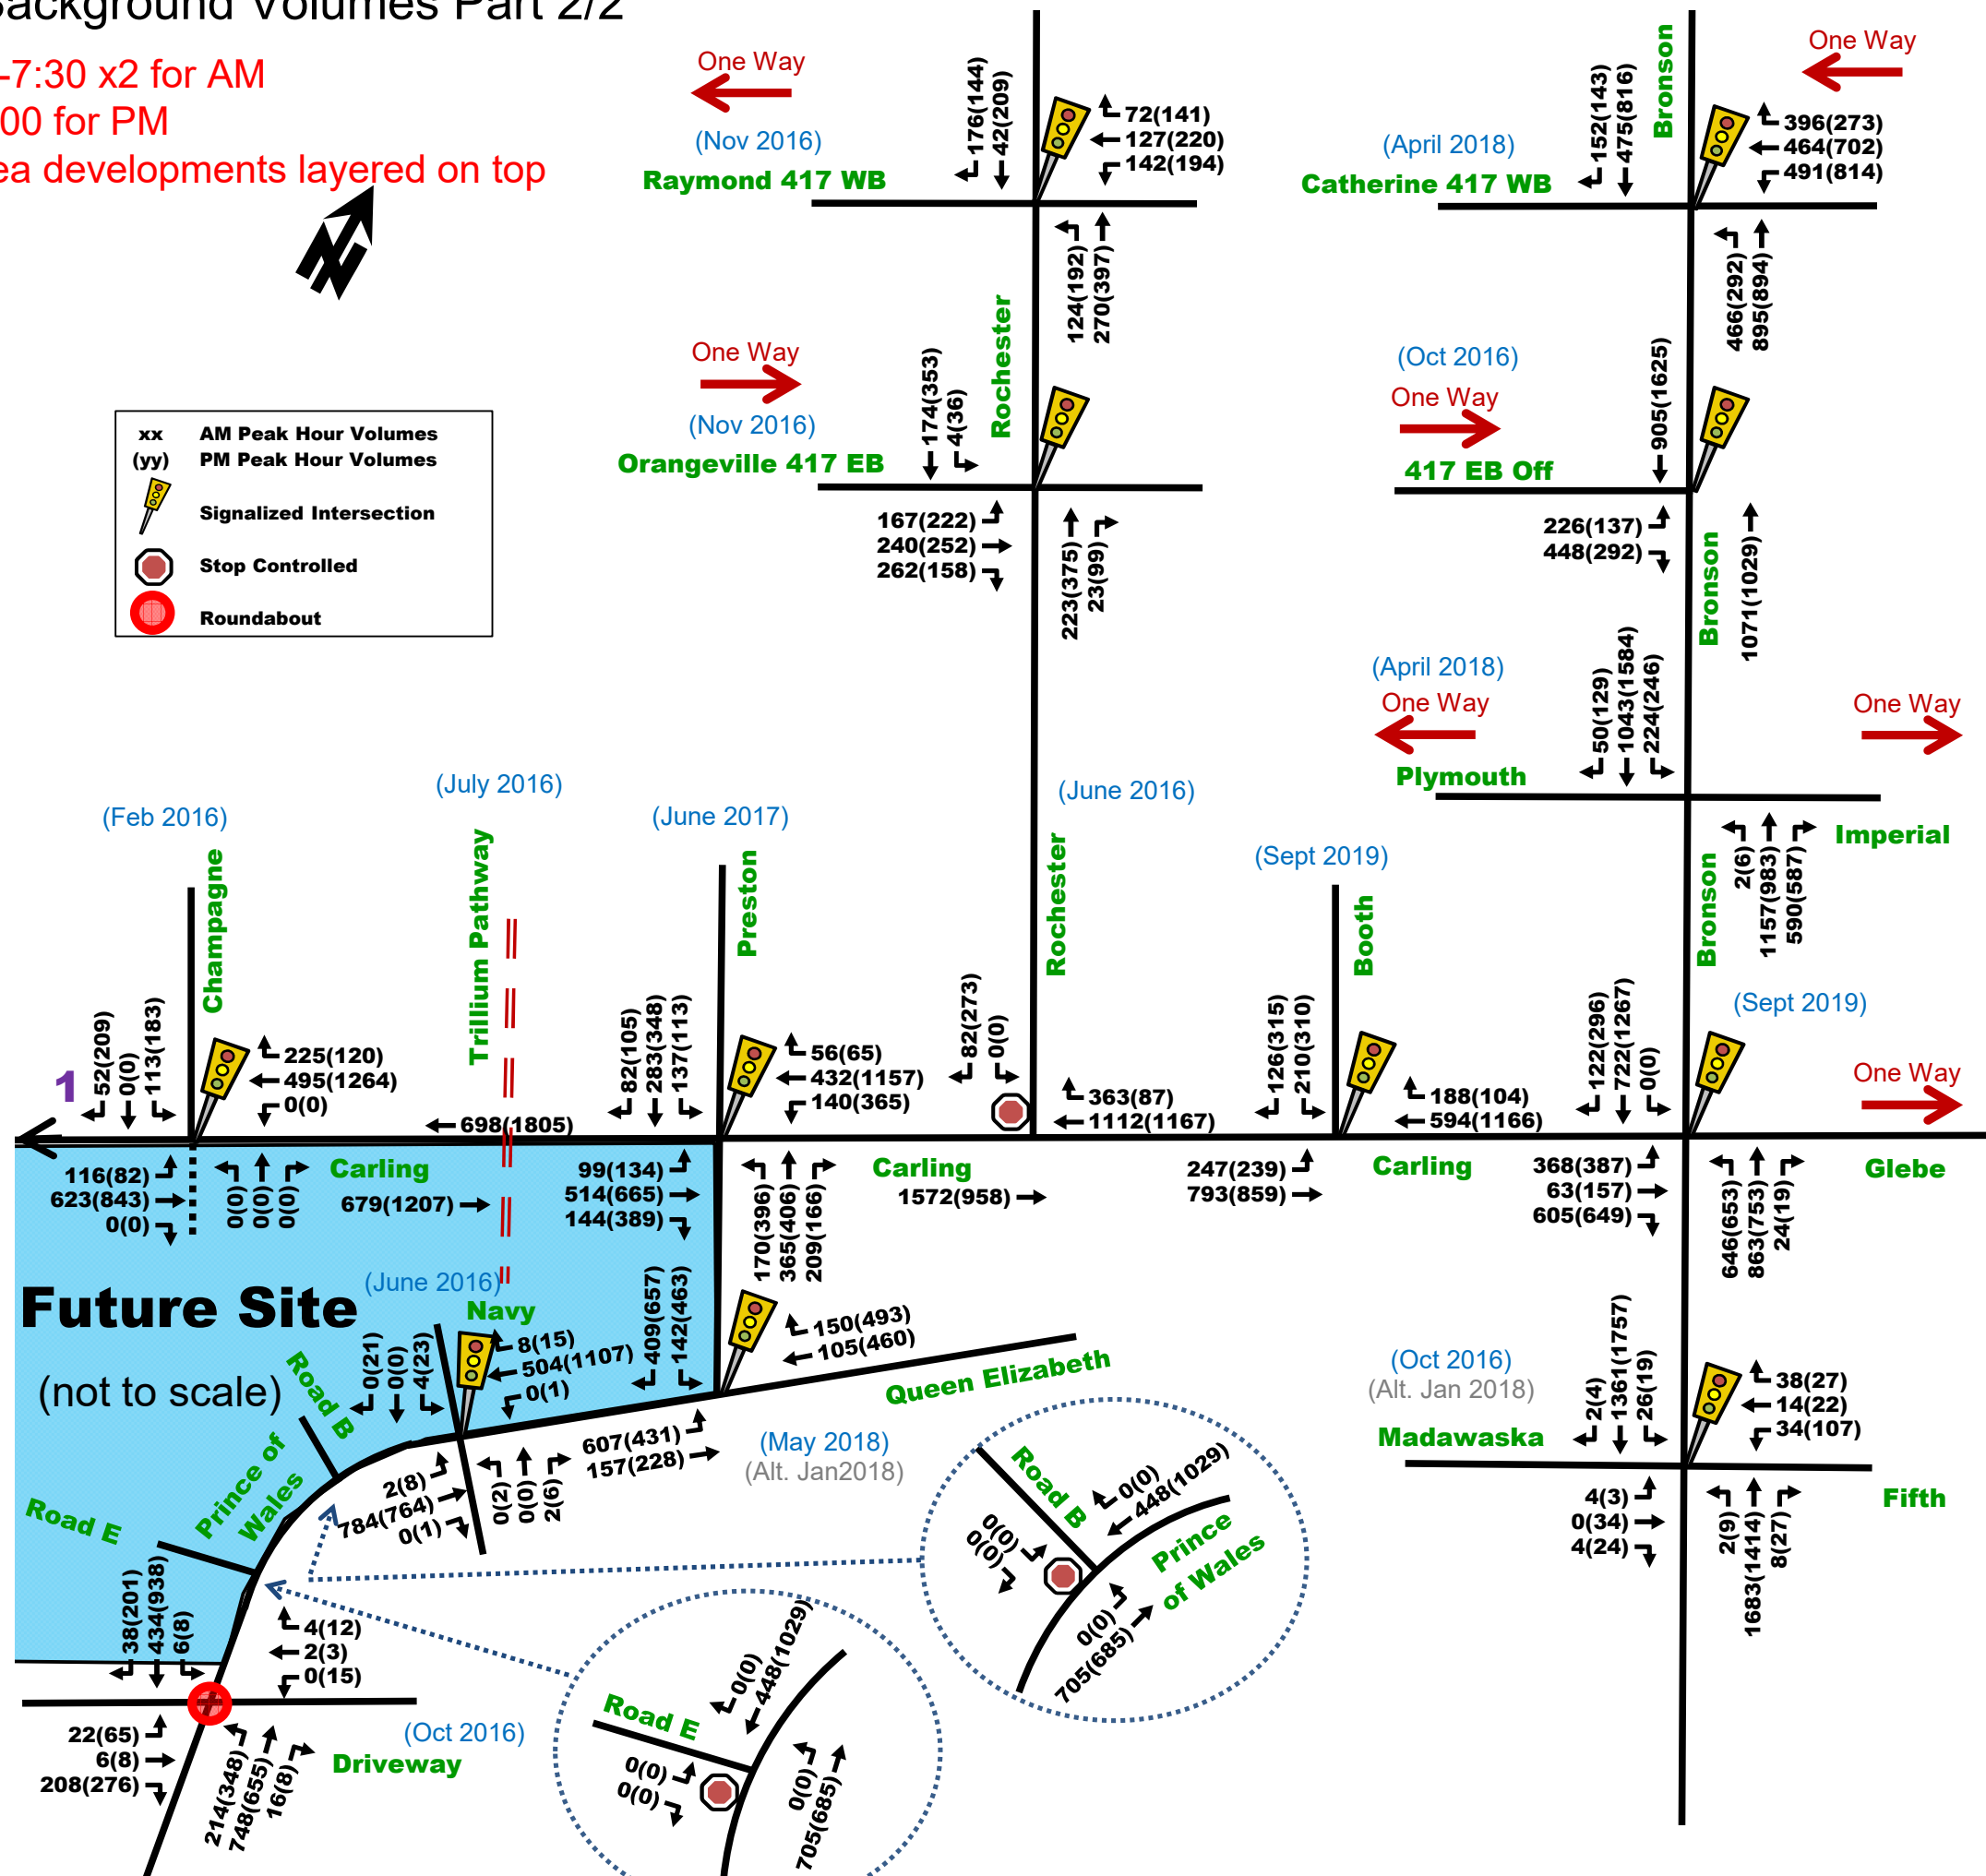 Background Volumes Part 2/2
-7:30 x2 for AM
00 for PM
ea developments layered on top
One Way
(Nov 2016)
Raymond 417 WB
176(144)
42(209)
72(141)
127(220)
142(194)
124(192)
270(397)
One Way
(April 2018)
Catherine 417 WB
152(143)
475(816)
Bronson
396(273)
464(702)
491(814)
466(292)
895(894)
xx AM Peak Hour Volumes
(yy) PM Peak Hour Volumes
Signalized Intersection
Stop Controlled
Roundabout
One Way
(Nov 2016)
Orangeville 417 EB
174(353)
4(36)
Rochester
167(222)
240(252)
262(158)
223(375)
23(99)
(Oct 2016)
One Way
417 EB Off
905(1625)
226(137)
448(292)
Bronson
1071(1029)
(April 2018)
One Way
Plymouth
50(129)
1043(1584)
224(246)
One Way
Imperial
2(6)
1157(983)
590(587)
Bronson
(Feb 2016)
Champagne
1
52(209)
0(0)
113(183)
225(120)
495(1264)
0(0)
116(82)
623(843)
0(0)
0(0)
0(0)
0(0)
Carling
(July 2016)
Trillium Pathway
698(1805)
679(1207)
(June 2017)
Preston
82(105)
283(348)
137(113)
56(65)
432(1157)
140(365)
99(134)
514(665)
144(389)
170(396)
365(406)
209(166)
(June 2016)
Rochester
82(273)
0(0)
363(87)
1112(1167)
Carling
1572(958)
(Sept 2019)
Booth
126(315)
210(310)
188(104)
594(1166)
247(239)
793(859)
Carling
(Sept 2019)
One Way
122(296)
722(1267)
0(0)
368(387)
63(157)
605(649)
646(653)
863(753)
24(19)
Glebe
Future Site
(not to scale)
(June 2016)
Navy
0(21)
0(0)
4(23)
8(15)
504(1107)
0(1)
2(8)
784(764)
0(1)
0(2)
0(0)
2(6)
409(657)
142(463)
150(493)
105(460)
607(431)
157(228)
Queen Elizabeth
(May 2018)
(Alt. Jan2018)
(Oct 2016)
(Alt. Jan 2018)
Madawaska
2(4)
1361(1757)
26(19)
38(27)
14(22)
34(107)
4(3)
0(34)
4(24)
2(9)
1683(1414)
8(27)
Fifth
Road B
Prince of
Wales
Road E
38(201)
434(938)
6(8)
4(12)
2(3)
0(15)
22(65)
6(8)
208(276)
214(348)
748(655)
16(8)
(Oct 2016)
Driveway
Road B
0(0)
448(1029)
0(0)
0(0)
0(0)
705(685)
Prince
of Wales
Road E
0(0)
448(1029)
0(0)
0(0)
0(0)
705(685)